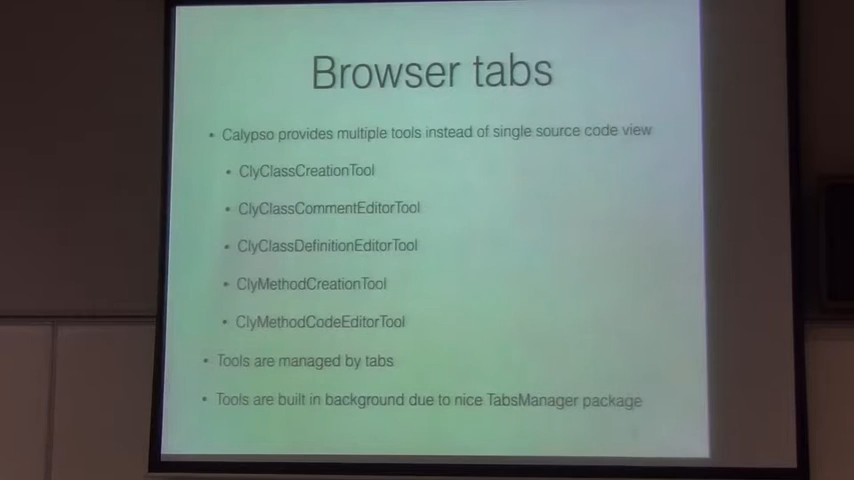 Browser tabs
• Calypso provides multiple tools instead of single source code view
• ClyClassCreationTool
• ClyClassCommentEditorTool
• ClyClassDefinitionEditorTool
• ClyMethodCreationTool
• ClyMethodCodeEditorTool
• Tools are managed by tabs
• Tools are built in background due to nice TabsManager package